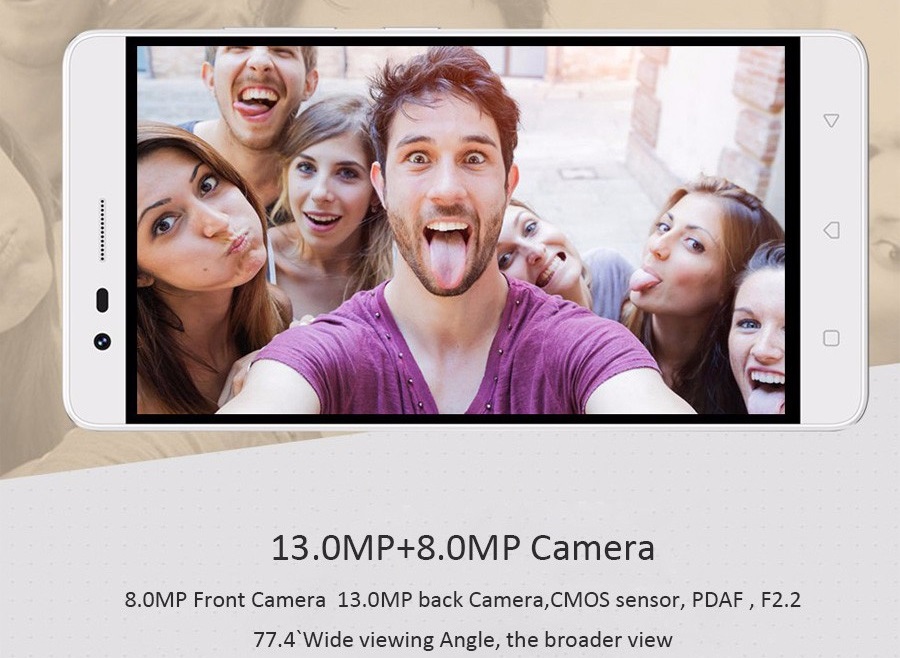 13.0MP+8.0MP Camera
8.0MP Front Camera  13.0MP back Camera,CMOS sensor, PDAF , F2.2
77.4`Wide viewing Angle, the broader view